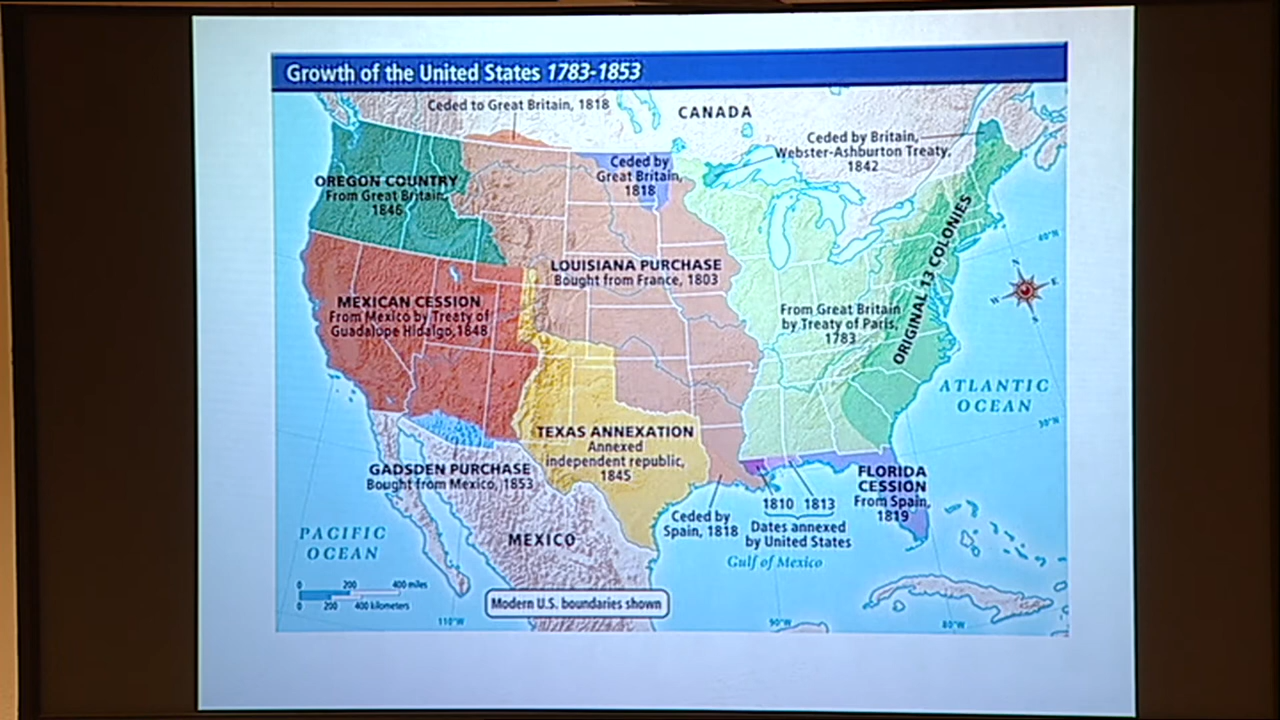 Growth of the United States 1783-1853
Ceded to Great Britain, 1818
CANADA
Ceded by Britain,
Webster-Ashburton Treaty,
1842
Ceded by
Great Britain,
1818
OREGON COUNTRY
From Great Britain,
1846
ORIGINAL 13 COLONIES
40°N
N
E
S
W
LOUISIANA PURCHASE
Bought from France, 1803
MEXICAN CESSION
From Mexico by Treaty of
Guadalupe Hidalgo, 1848
From Great Britain
by Treaty of Paris,
1783
ATLANTIC
OCEAN
30°N
TEXAS ANNEXATION
Annexed
independent republic,
1845
GADSDEN PURCHASE
Bought from Mexico, 1853
FLORIDA
CESSION
From Spain,
1819
1810 1813
Dates annexed
by United States
Ceded by
Spain, 1818
PACIFIC
OCEAN
MEXICO
Gulf of Mexico
0 200 400 miles
0 200 400 kilometers
Modern U.S. boundaries shown
110°W
90°W
80°W